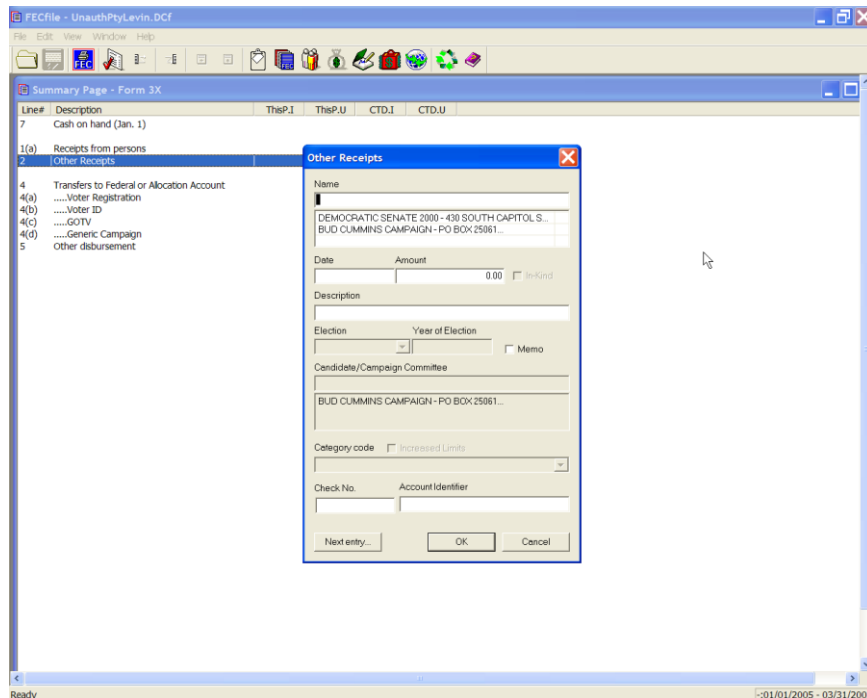 FECfile - UnauthPtyLevin.DCf
File Edit View Window Help
FEC
FEC
Summary Page - Form 3X
Line# Description ThisP.I ThisP.U CTD.I CTD.U
7 Cash on hand (Jan. 1)
1(a) Receipts from persons
2 Other Receipts
4 Transfers to Federal or Allocation Account
4(a) .....Voter Registration
4(b) .....Voter ID
4(c) .....GOTV
4(d) .....Generic Campaign
5 Other disbursement
Other Receipts
Name
DEMOCRATIC SENATE 2000 - 430 SOUTH CAPITOL S...
BUD CUMMINS CAMPAIGN - PO BOX 25061...
Date Amount
0.00 In-Kind
Description
Election Year of Election
Memo
Candidate/Campaign Committee
BUD CUMMINS CAMPAIGN - PO BOX 25061...
Category code Increased Limits
Check No. Account Identifier
Next entry... OK Cancel
Ready -:01/01/2005 - 03/31/200